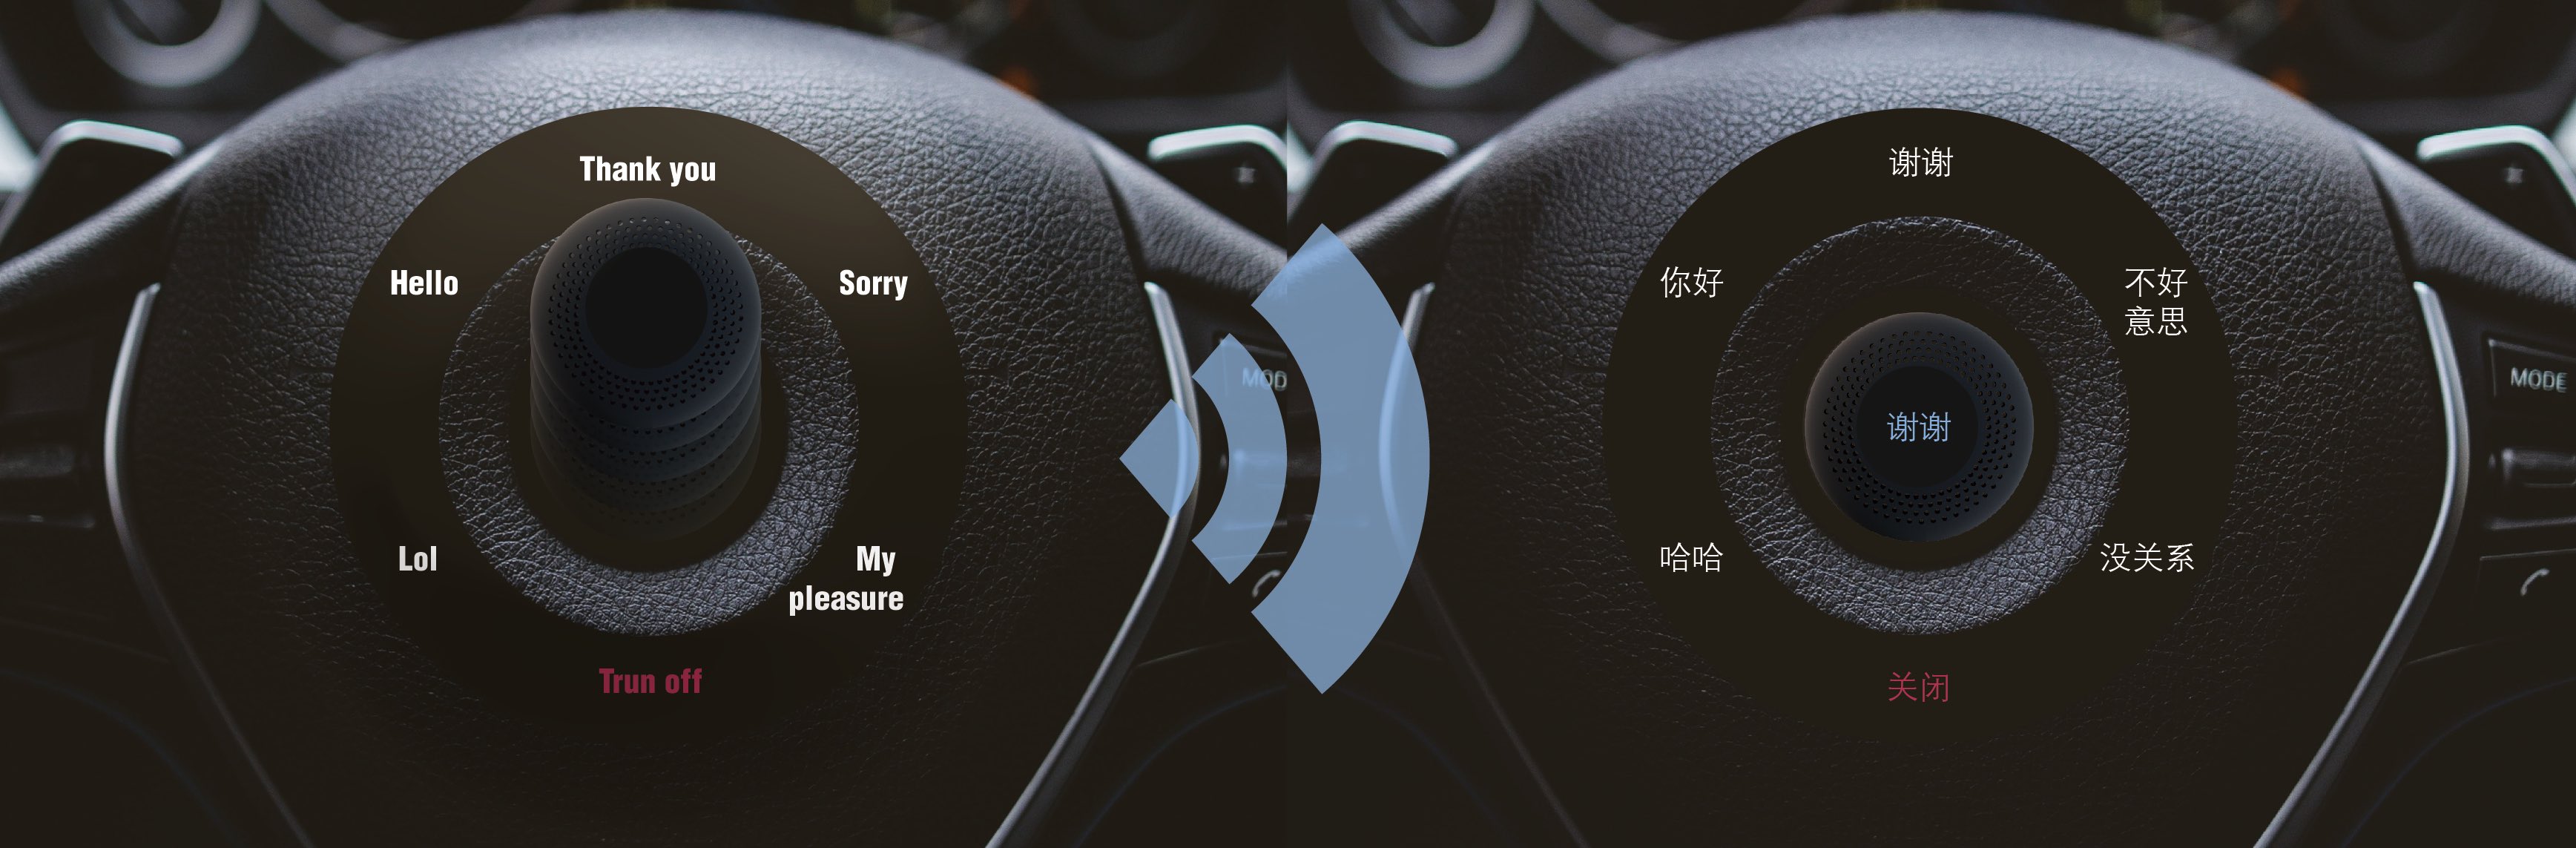 Thank you
Hello
Sorry
Lol
My
pleasure
Trun off
MOD
谢谢
你好
不好
意思
谢谢
哈哈
没关系
关闭
MODE